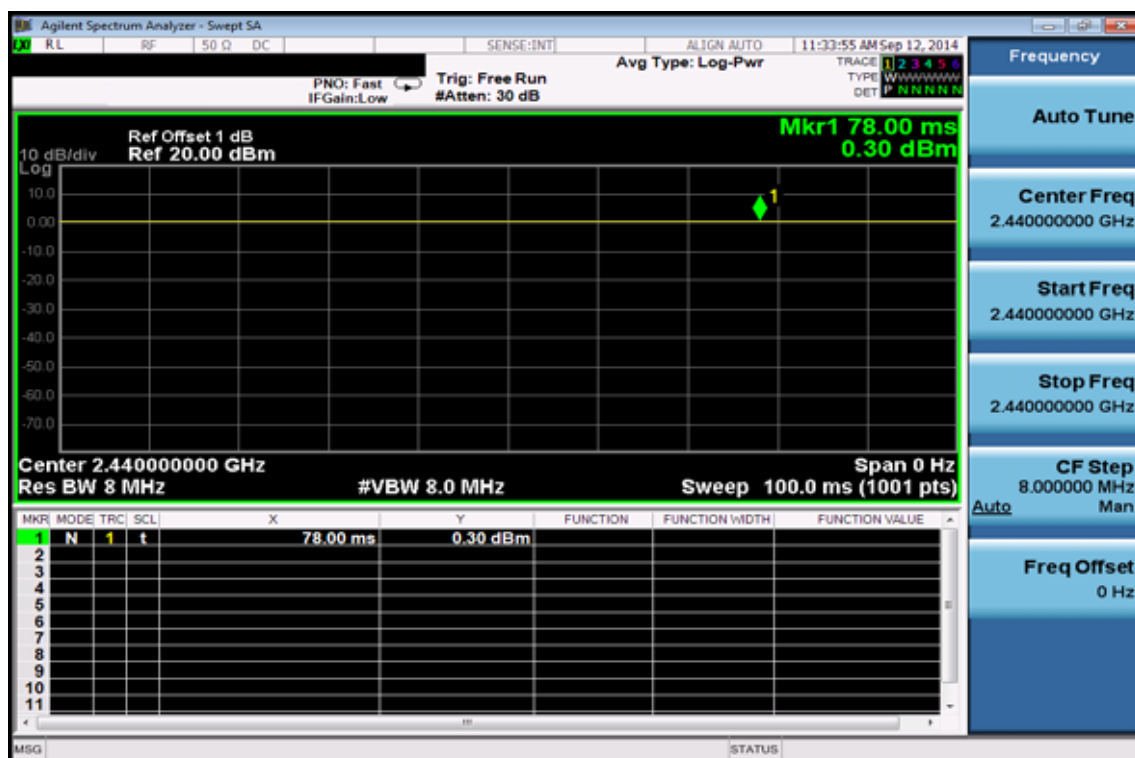 Agilent Spectrum Analyzer - Swept SA
LXI RL RF 50 Ω DC SENSE:INT ALIGN AUTO 11:33:55 AM Sep 12, 2014
Frequency
PNO: Fast
IFGain:Low
Trig: Free Run
#Atten: 30 dB
Avg Type: Log-Pwr
TRACE 1 2 3 4 5 6
TYPE WWWWWWW
DET P N N N N N
Auto Tune
Mkr1 78.00 ms
0.30 dBm
Ref Offset 1 dB
10 dB/div Ref 20.00 dBm
Log
10.0
0.00
-10.0
-20.0
-30.0
-40.0
-50.0
-60.0
-70.0
1
Center 2.440000000 GHz Span 0 Hz
Res BW 8 MHz #VBW 8.0 MHz Sweep 100.0 ms (1001 pts)
MKR MODE TRC SCL X Y FUNCTION FUNCTION WIDTH FUNCTION VALUE
1 N 1 t 78.00 ms 0.30 dBm
2
3
4
5
6
7
8
9
10
11
MSG STATUS
Center Freq
2.440000000 GHz
Start Freq
2.440000000 GHz
Stop Freq
2.440000000 GHz
CF Step
8.000000 MHz
Auto Man
Freq Offset
0 Hz